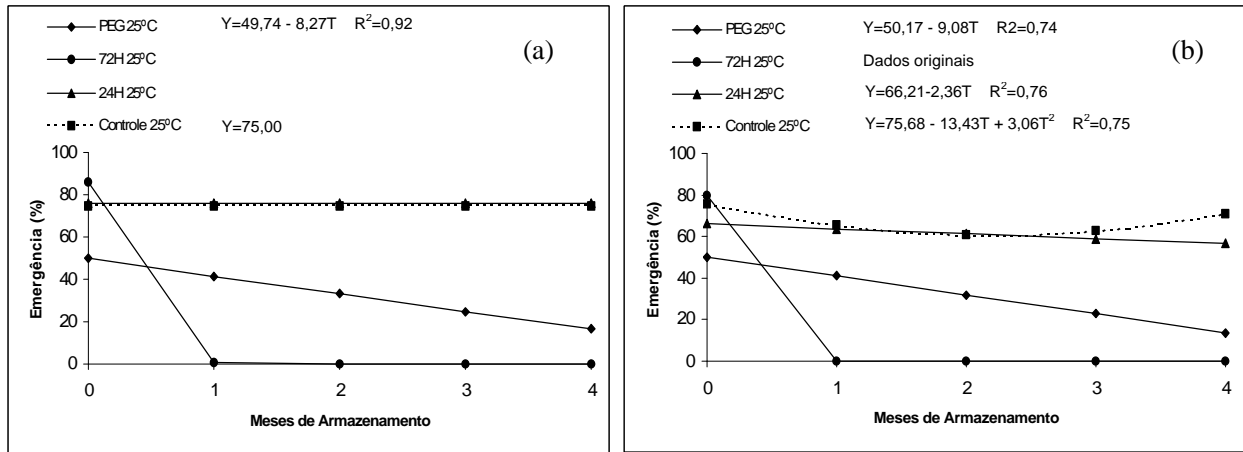 PEG 25ºC Y=49,74 - 8,27T R²=0,92
(a)
72H 25ºC
24H 25ºC
Controle 25ºC Y=75,00
100
80
60
40
20
0
Emergência (%)
0 1 2 3 4
Meses de Armazenamento
PEG 25ºC Y=50,17 - 9,08T R2=0,74
(b)
72H 25ºC Dados originais
24H 25ºC Y=66,21-2,36T R²=0,76
Controle 25ºC Y=75,68 - 13,43T + 3,06T² R²=0,75
100
80
60
40
20
0
Emergência (%)
0 1 2 3 4
Meses de Armazenamento